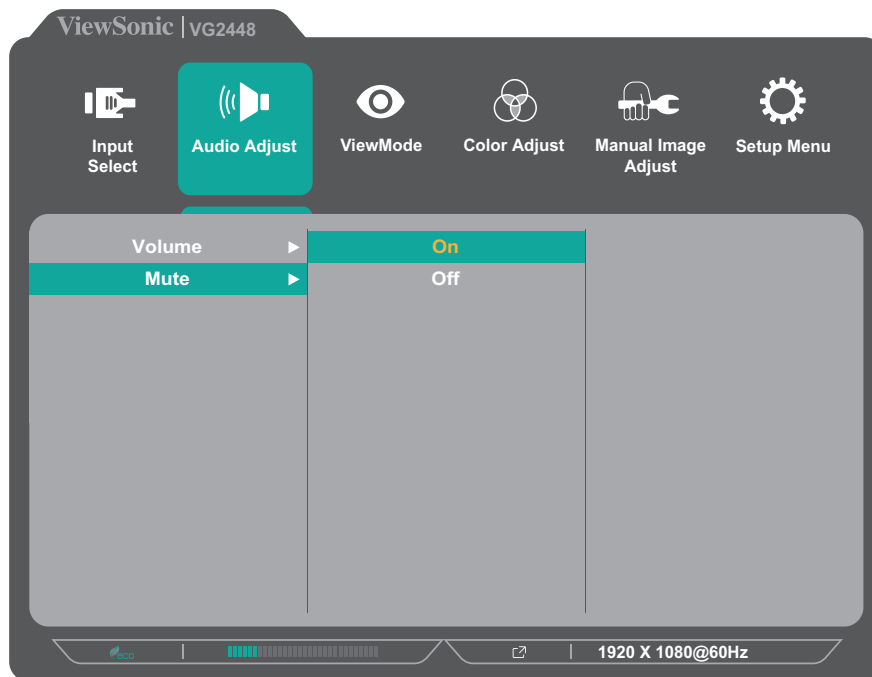 ViewSonic | VG2448
Input Select
Audio Adjust
ViewMode
Color Adjust
Manual Image Adjust
Setup Menu
Volume
On
Mute
Off
eco
1920 X 1080@60Hz